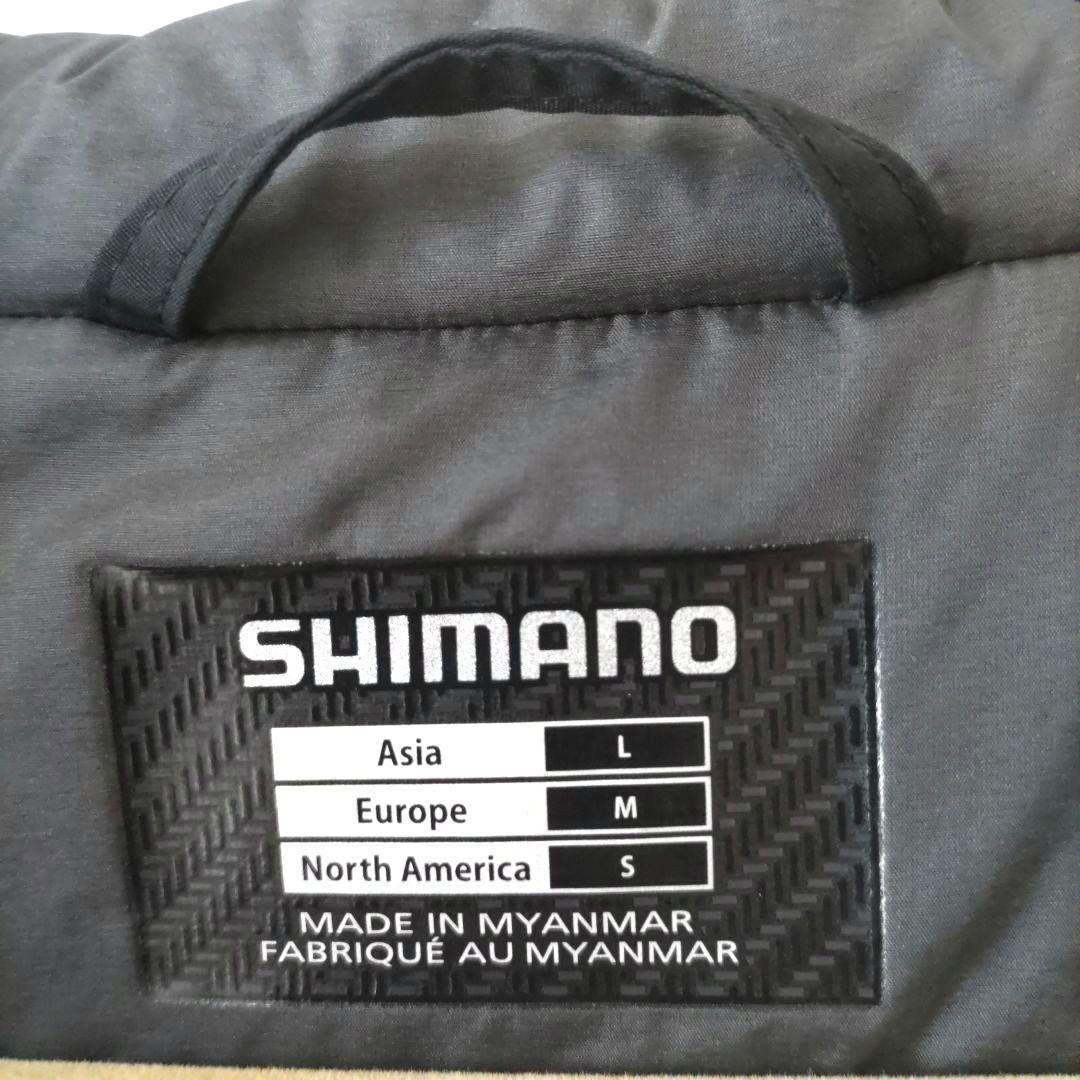 SHIMANO
Asia L
Europe M
North America S
MADE IN MYANMAR
FABRIQUÉ AU MYANMAR